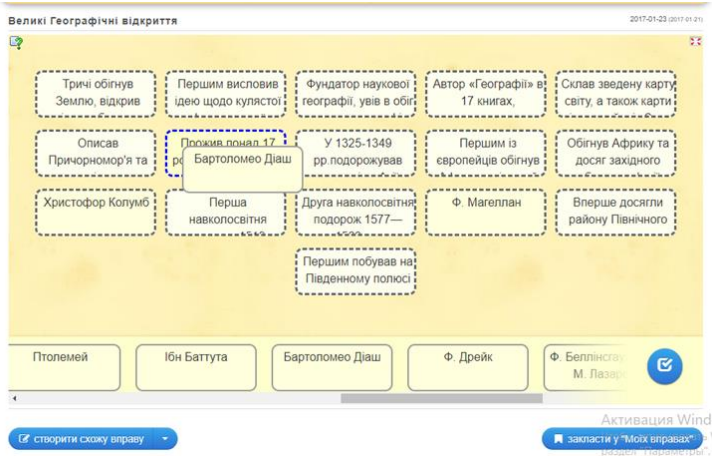 Великі Географічні відкриття
2017-01-23 (2017-01-21)
Тричі обігнув
Землю, відкрив
Першим висловив
ідею щодо кулястої
Фундатор наукової
географії, увів в обіг
Автор «Географії» в
17 книгах,
Склав зведену карту
світу, а також карти
Описав
Причорномор'я та
Прожив понад 17
Бартоломео Діаш
У 1325-1349
рр.подорожував
Першим із
європейців обігнув
Обігнув Африку та
досяг західного
Христофор Колумб
Перша
навколосвітня
Друга навколосвітня
подорож 1577—
Ф. Магеллан
Вперше досягли
району Північного
Першим побував на
Південному полюсі
Птолемей
Ібн Баттута
Бартоломео Діаш
Ф. Дрейк
Ф.
М.
створити схожу вправу
закласти у "Моїх вправах"
Активация Wind